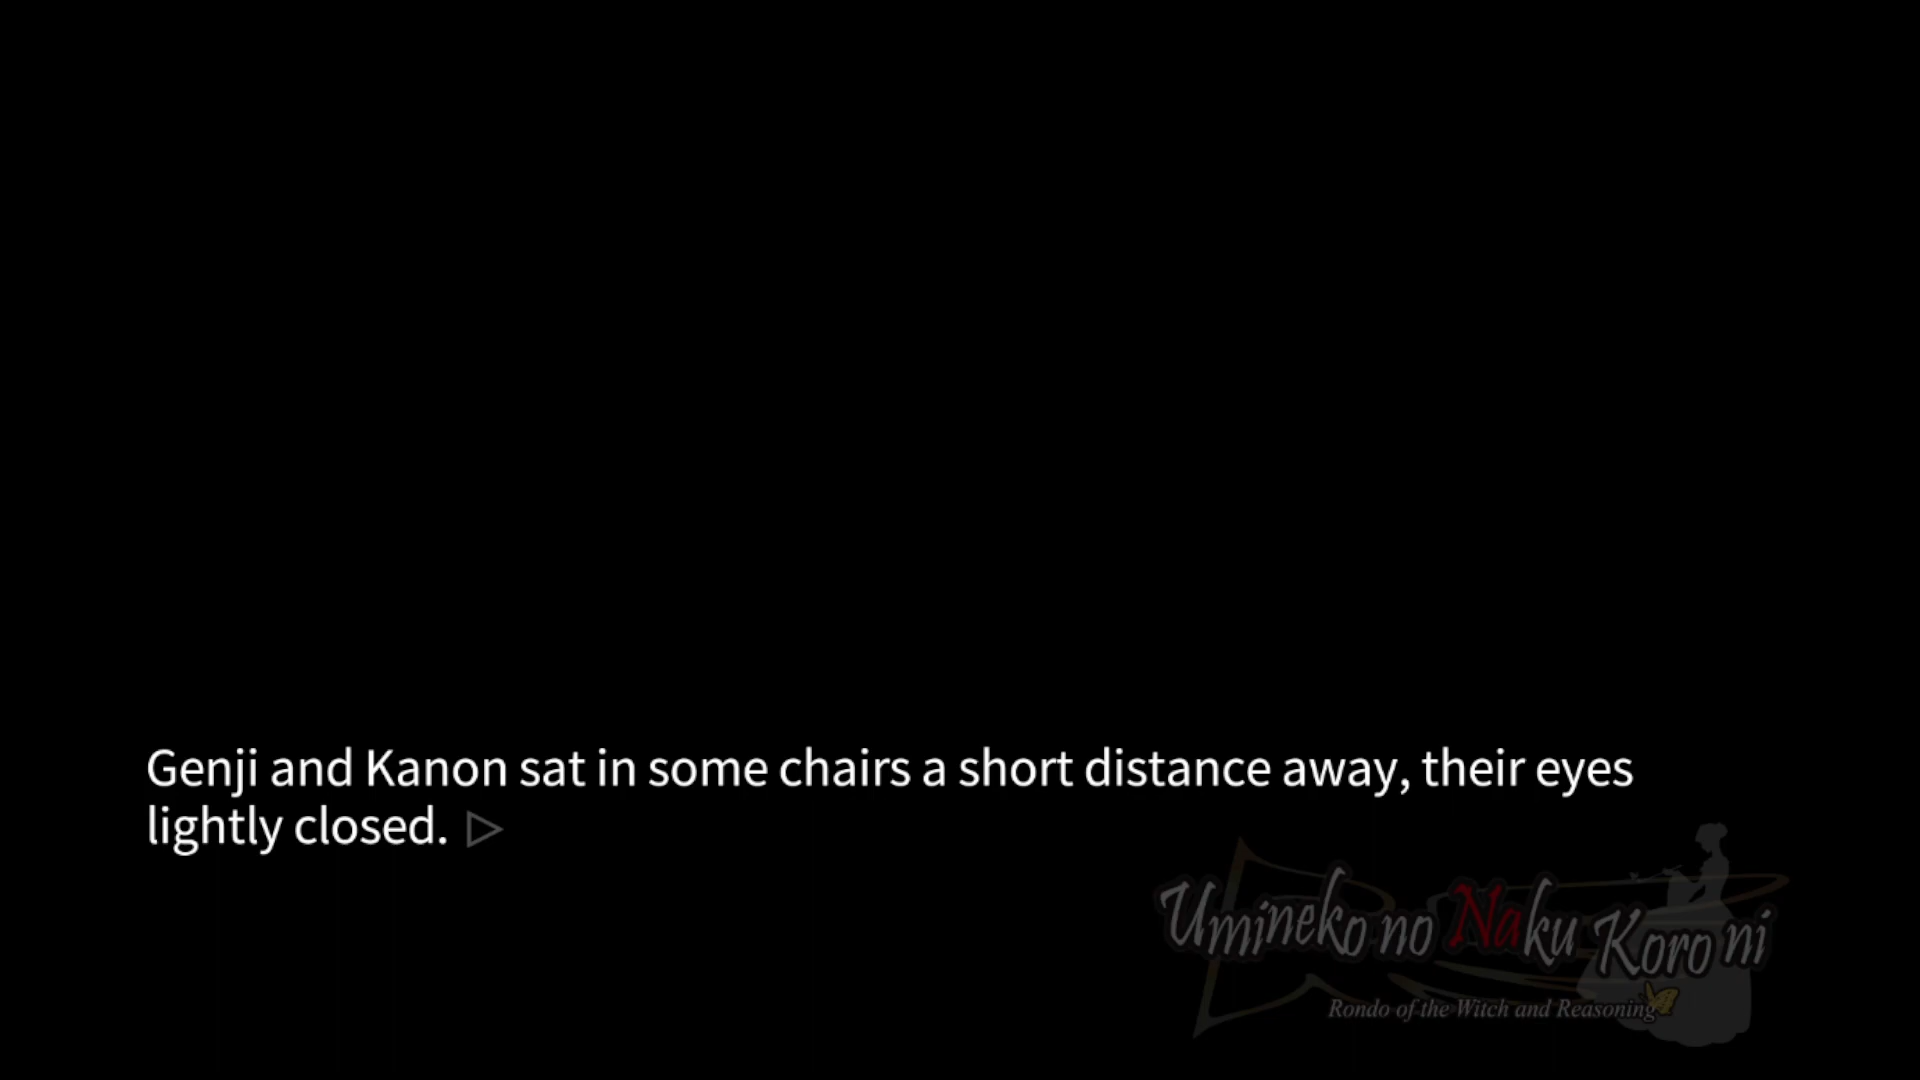 Genji and Kanon sat in some chairs a short distance away, their eyes
lightly closed.
Umineko no Naku Koro ni
Rondo of the Witch and Reasoning